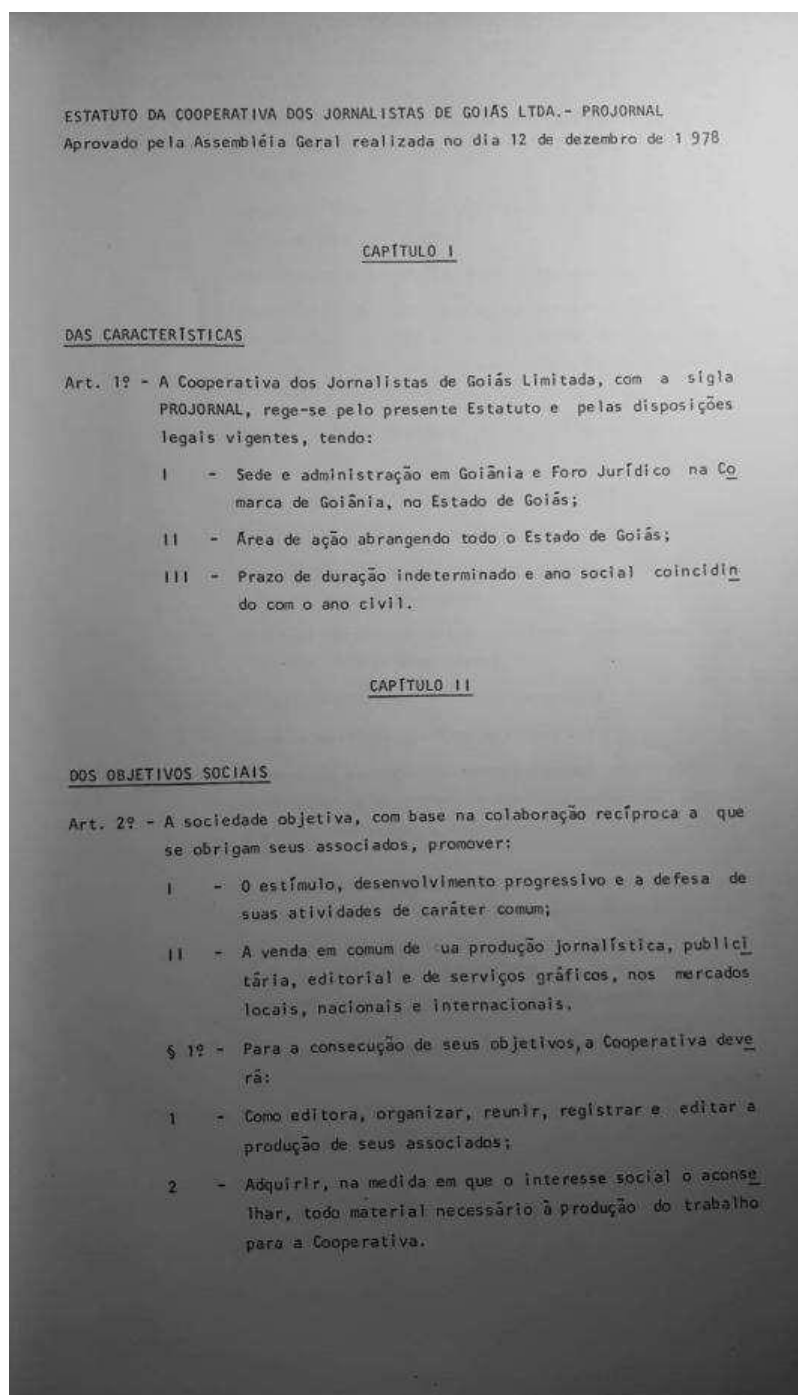 ESTATUTO DA COOPERATIVA DOS JORNALISTAS DE GOIÁS LTDA.- PROJORNAL
Aprovado pela Assembléia Geral realizada no dia 12 de dezembro de 1 978
CAPÍTULO I
DAS CARACTERÍSTICAS
Art. 1º - A Cooperativa dos Jornalistas de Goiás Limitada, com a sigla
PROJORNAL, rege-se pelo presente Estatuto e pelas disposições
legais vigentes, tendo:
I - Sede e administração em Goiânia e Foro Jurídico na Co
marca de Goiânia, no Estado de Goiás;
II - Área de ação abrangendo todo o Estado de Goiás;
III - Prazo de duração indeterminado e ano social coincidin
do com o ano civil.
CAPÍTULO II
DOS OBJETIVOS SOCIAIS
Art. 2º - A sociedade objetiva, com base na colaboração recíproca a que
se obrigam seus associados, promover:
I - O estímulo, desenvolvimento progressivo e a defesa de
suas atividades de caráter comum;
II - A venda em comum de ua produção jornalística, publici
tária, editorial e de serviços gráficos, nos mercados
locais, nacionais e internacionais.
§ 1º - Para a consecução de seus objetivos, a Cooperativa deve
rá:
1 - Como editora, organizar, reunir, registrar e editar a
produção de seus associados;
2 - Adquirir, na medida em que o interesse social o aconse
lhar, todo material necessário à produção do trabalho
para a Cooperativa.